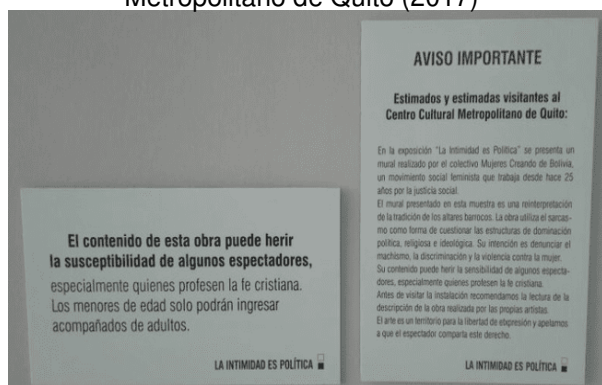 Metropolitano de Quito (2017)
El contenido de esta obra puede herir
la susceptibilidad de algunos espectadores,
especialmente quienes profesen la fe cristiana.
Los menores de edad solo podrán ingresar
acompañados de adultos.
LA INTIMIDAD ES POLÍTICA
AVISO IMPORTANTE
Estimados y estimadas visitantes al
Centro Cultural Metropolitano de Quito:
En la exposición "La Intimidad es Política" se presenta un
mural realizado por el colectivo Mujeres Creando de Bolivia,
un movimiento social feminista que trabaja desde hace 25
años por la justicia social.
El mural presentado en esta muestra es una reinterpretación
de la tradición de los altares barrocos. La obra utiliza el sarcas-
mo como forma de cuestionar las estructuras de dominación
política, religiosa e ideológica. Su intención es denunciar el
machismo, la discriminación y la violencia contra la mujer.
Su contenido puede herir la sensibilidad de algunos especta-
dores, especialmente quienes profesen la fe cristiana.
Antes de visitar la instalación recomendamos la lectura de la
descripción de la obra realizada por las propias artistas.
El arte es un territorio para la libertad de expresión y apelamos
a que el espectador comparta este derecho.
LA INTIMIDAD ES POLÍTICA